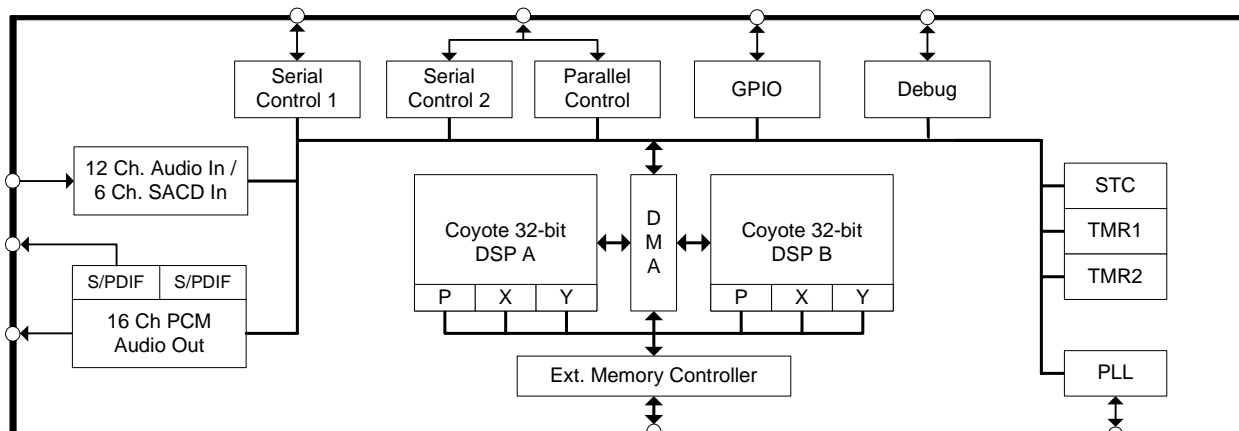 Serial
Control 1
Serial
Control 2
Parallel
Control
GPIO
Debug
12 Ch. Audio In /
6 Ch. SACD In
S/PDIF
S/PDIF
16 Ch PCM
Audio Out
Coyote 32-bit
DSP A
P
X
Y
D
M
A
Coyote 32-bit
DSP B
P
X
Y
Ext. Memory Controller
STC
TMR1
TMR2
PLL